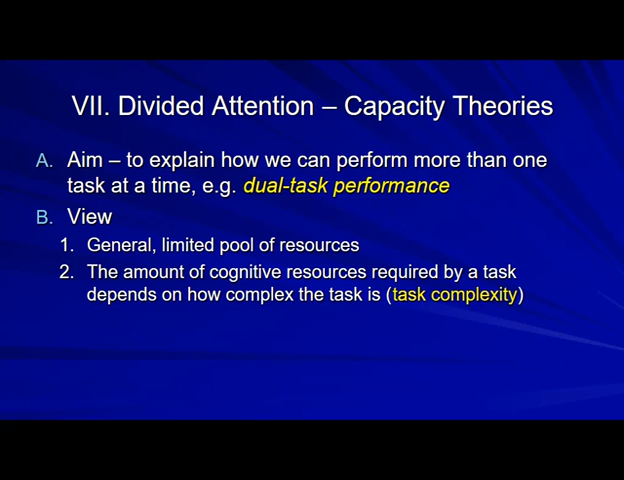 VII. Divided Attention – Capacity Theories
A. Aim – to explain how we can perform more than one
task at a time, e.g. dual-task performance
B. View
1. General, limited pool of resources
2. The amount of cognitive resources required by a task
depends on how complex the task is (task complexity)